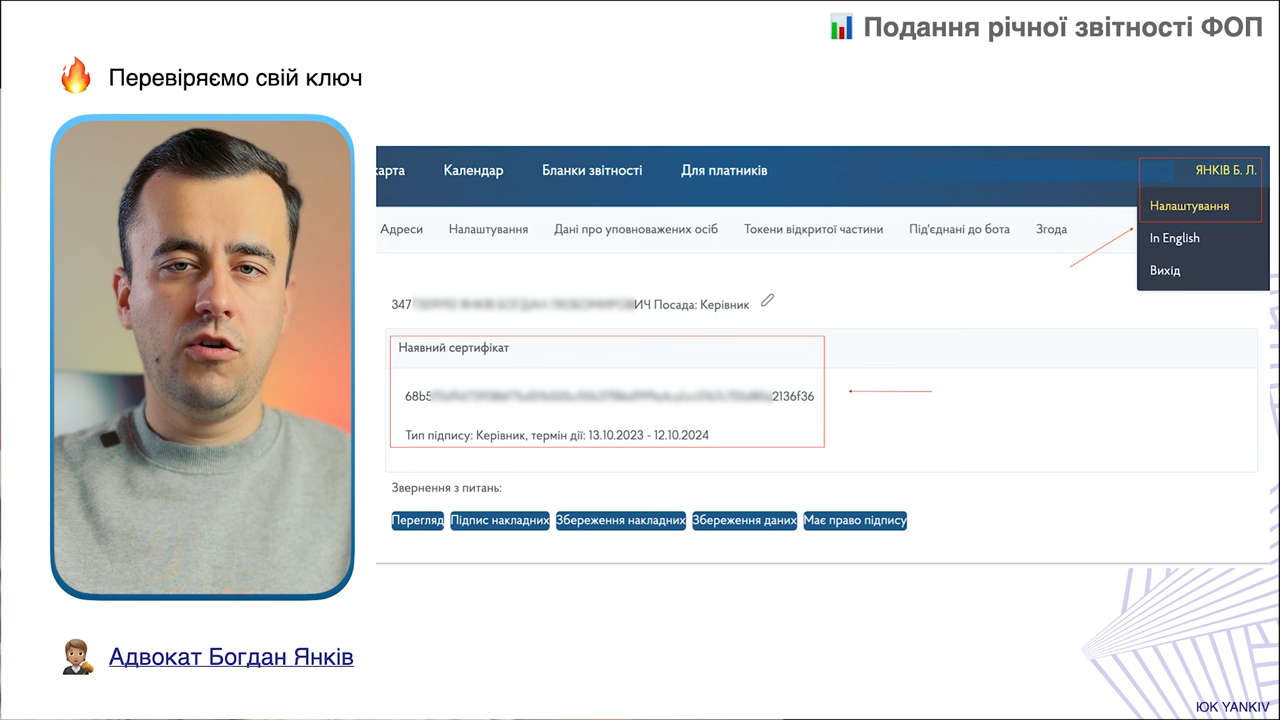 Подання річної звітності ФОП
Перевіряємо свій ключ
карта Календар Бланки звітності Для платників ЯНКІВ Б. Л.
Налаштування
In English
Вихід
Адреси Налаштування Дані про уповноважених осіб Токени відкритої частини Під'єднані до бота Згода
347 ИЧ Посада: Керівник
Наявний сертифікат
68b5 2136f36
Тип підпису: Керівник, термін дії: 13.10.2023 - 12.10.2024
Звернення з питань:
Перегляд Підпис накладних Збереження накладних Збереження даних Має право підпису
Адвокат Богдан Янків
ЮК YANKIV